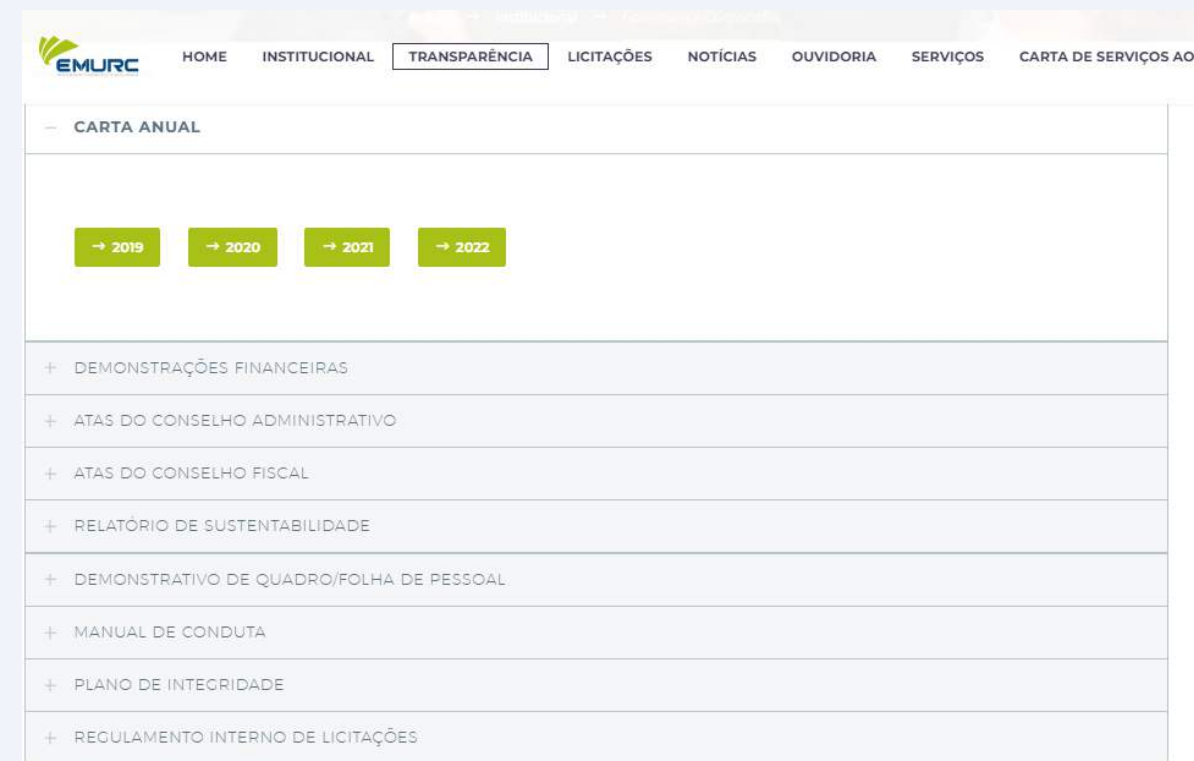 EMURC
HOME INSTITUCIONAL TRANSPARÊNCIA LICITAÇÕES NOTÍCIAS OUVIDORIA SERVIÇOS CARTA DE SERVIÇOS AO
− CARTA ANUAL
→ 2019 → 2020 → 2021 → 2022
+ DEMONSTRAÇÕES FINANCEIRAS
+ ATAS DO CONSELHO ADMINISTRATIVO
+ ATAS DO CONSELHO FISCAL
+ RELATÓRIO DE SUSTENTABILIDADE
+ DEMONSTRATIVO DE QUADRO/FOLHA DE PESSOAL
+ MANUAL DE CONDUTA
+ PLANO DE INTEGRIDADE
+ REGULAMENTO INTERNO DE LICITAÇÕES